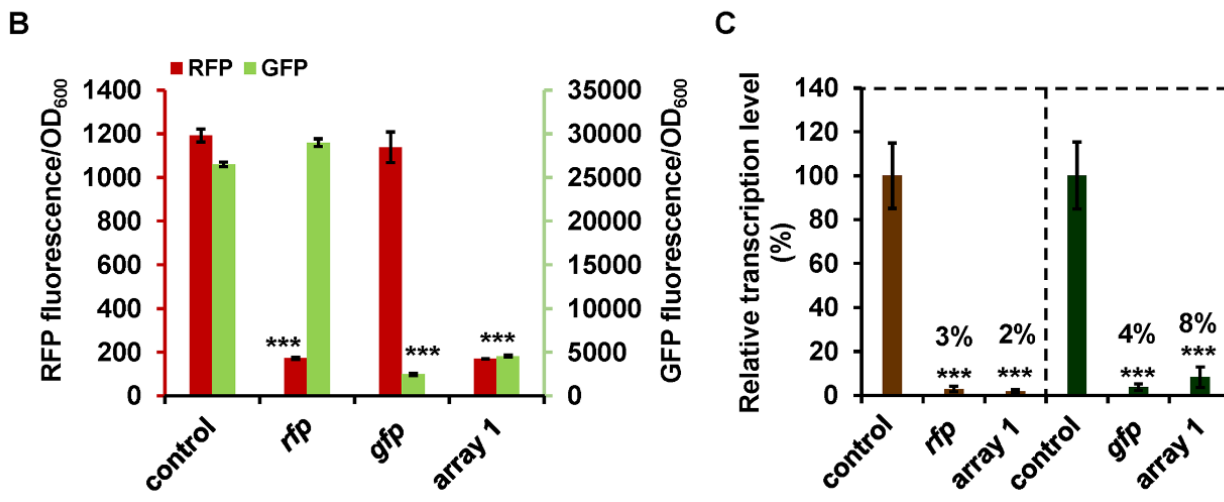 B
RFP GFP
RFP fluorescence/OD600
1400
1200
1000
800
600
400
200
0
35000
30000
25000
20000
15000
10000
5000
0
GFP fluorescence/OD600
*** *** ***
control rfp gfp array 1
C
Relative transcription level
(%)
140
120
100
80
60
40
20
0
3% 2% 4% 8%
*** *** *** ***
control rfp array 1 control gfp array 1